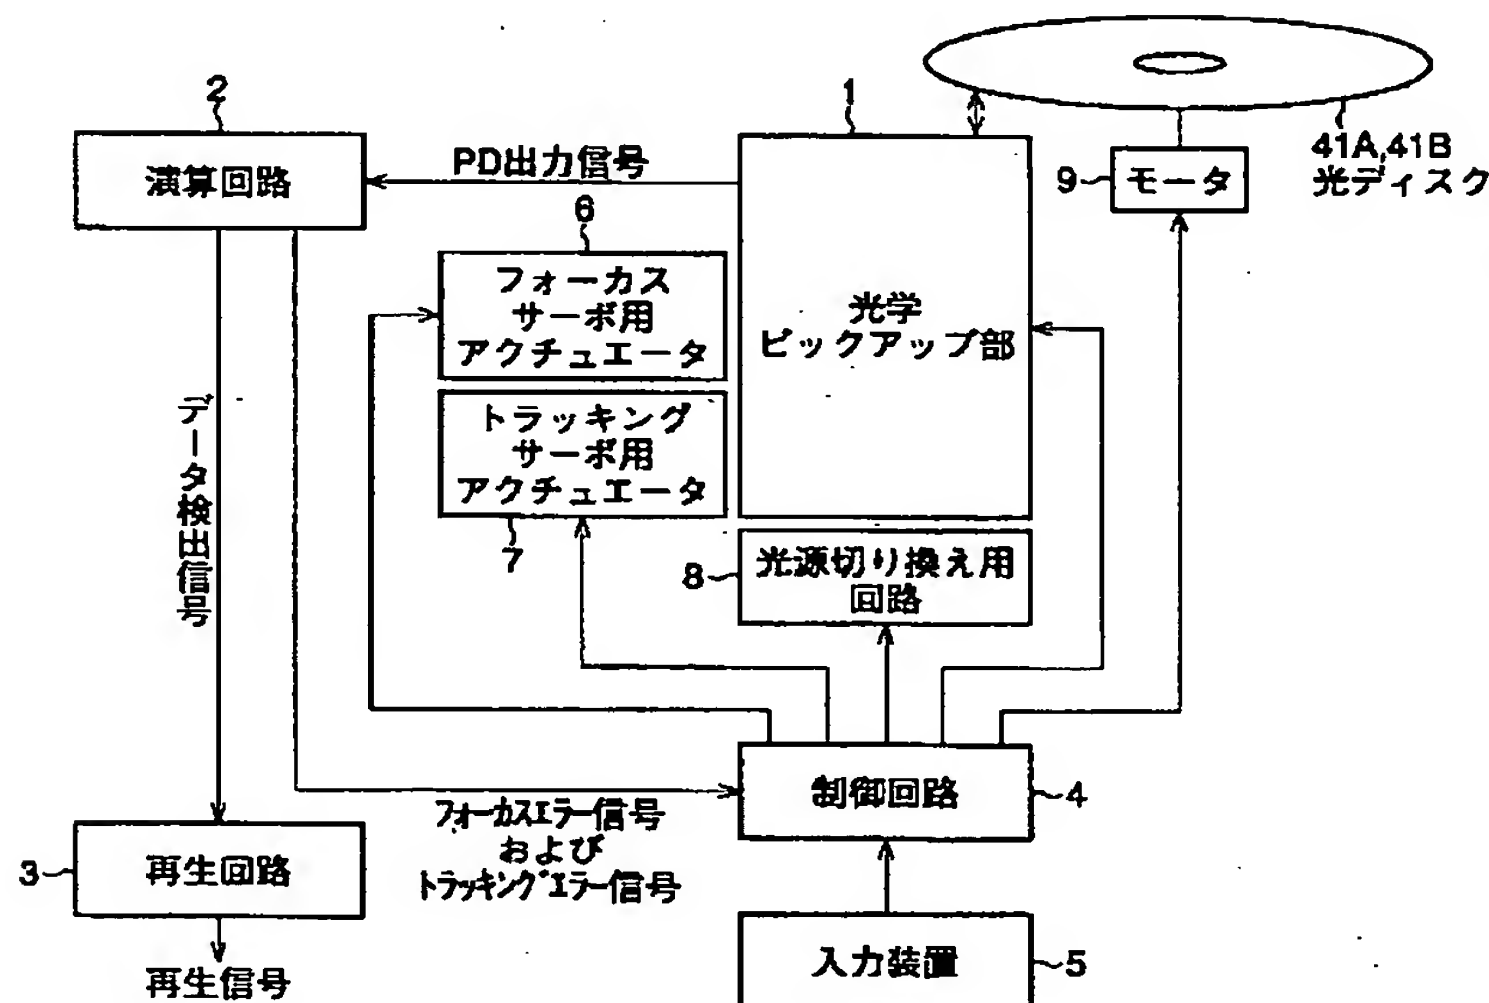 2
演算回路
PD出力信号
1
41A,41B
光ディスク
9
モータ
6
フォーカス
サーボ用
アクチュエータ
光学
ピックアップ部
トラッキング
サーボ用
アクチュエータ
7
データ検出信号
8
光源切り換え用
回路
制御回路
4
フォーカスエラー信号
および
トラッキングエラー信号
3
再生回路
再生信号
入力装置
5